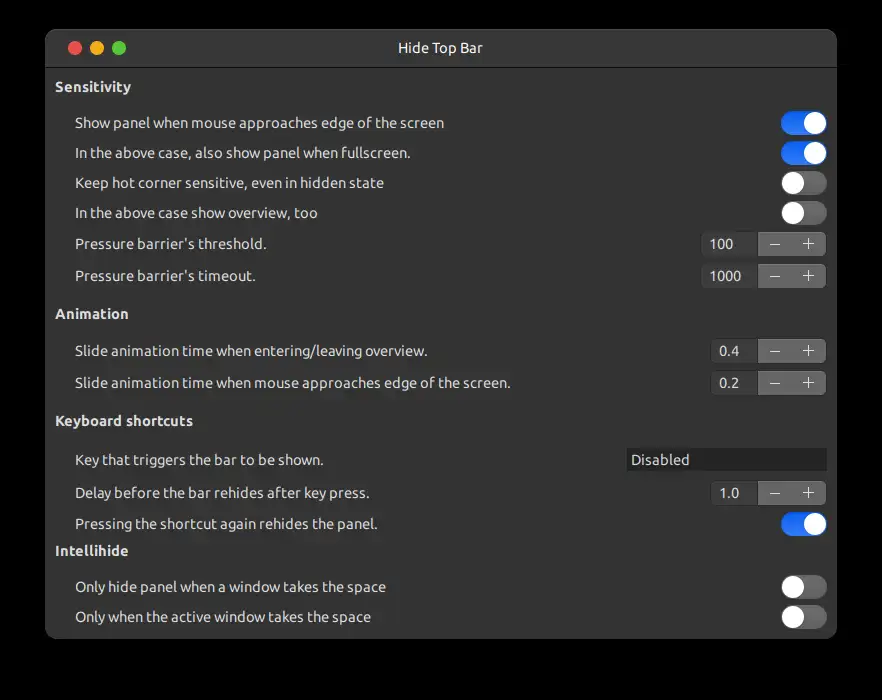 Hide Top Bar
Sensitivity
Show panel when mouse approaches edge of the screen
In the above case, also show panel when fullscreen.
Keep hot corner sensitive, even in hidden state
In the above case show overview, too
Pressure barrier's threshold. 100 − +
Pressure barrier's timeout. 1000 − +
Animation
Slide animation time when entering/leaving overview. 0.4 − +
Slide animation time when mouse approaches edge of the screen. 0.2 − +
Keyboard shortcuts
Key that triggers the bar to be shown. Disabled
Delay before the bar rehides after key press. 1.0 − +
Pressing the shortcut again rehides the panel.
Intellihide
Only hide panel when a window takes the space
Only when the active window takes the space